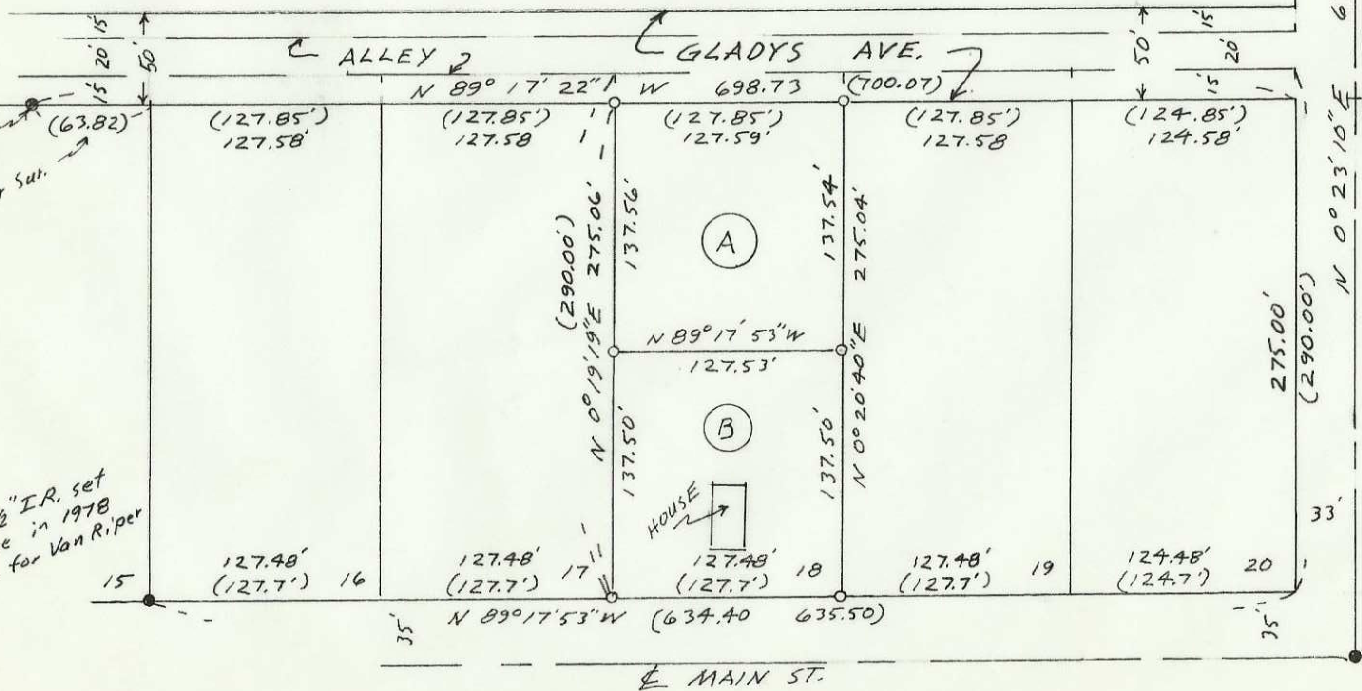 15' 20' 15' 50'
50' 15' 20' 15'
6
℄ ALLEY
GLADYS AVE.
N 89° 17' 22" W 698.73 (700.07)
(63.82)
(127.85') (127.85') (127.85') (127.85') (124.85')
127.58' 127.58 127.59' 127.58 124.58'
Sur.
N 0° 23' 10" E
(290.00')
N 0° 19' 19" E 275.06'
137.56'
A
137.54'
N 0° 20' 40" E 275.04'
275.00'
(290.00')
N 89° 17' 53" W
127.53'
B
137.50'
137.50'
HOUSE
33'
" I.R. set
in 1978
for Van Riper
127.48' 127.48' 127.48' 127.48' 124.48'
15 (127.7') 16 (127.7') 17 (127.7') 18 (127.7') 19 (124.7') 20
35' N 89° 17' 53" W (634.40 635.50) 35'
℄ MAIN ST.